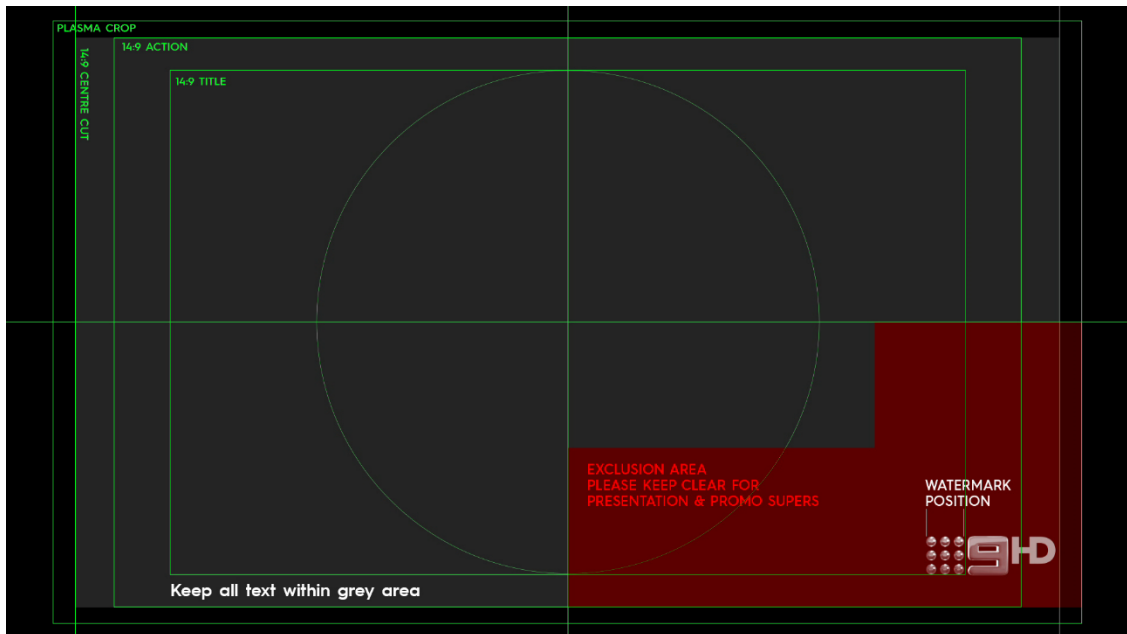 PLASMA CROP
14:9 ACTION
14:9 CENTRE CUT
14:9 TITLE
EXCLUSION AREA
PLEASE KEEP CLEAR FOR
PRESENTATION & PROMO SUPERS
WATERMARK
POSITION
9HD
Keep all text within grey area